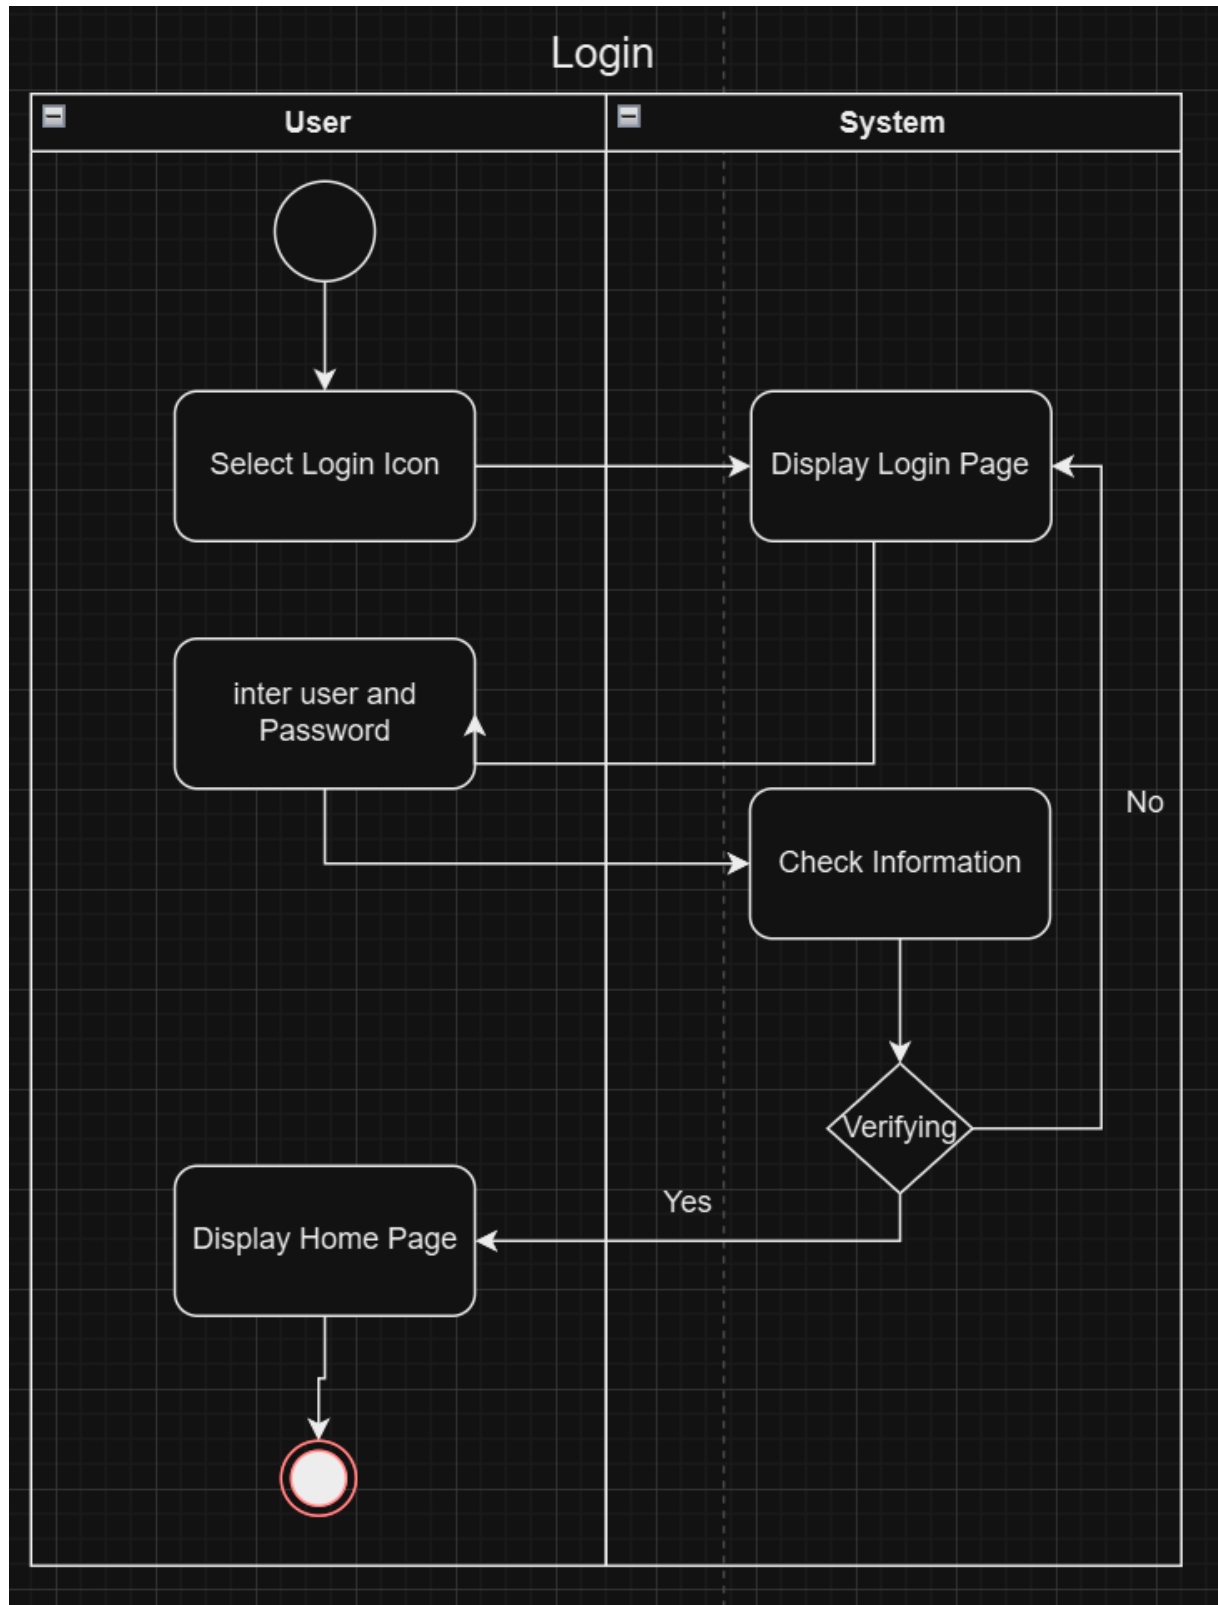 Login
User
System
Select Login Icon
Display Login Page
inter user and
Password
No
Check Information
Verifying
Yes
Display Home Page